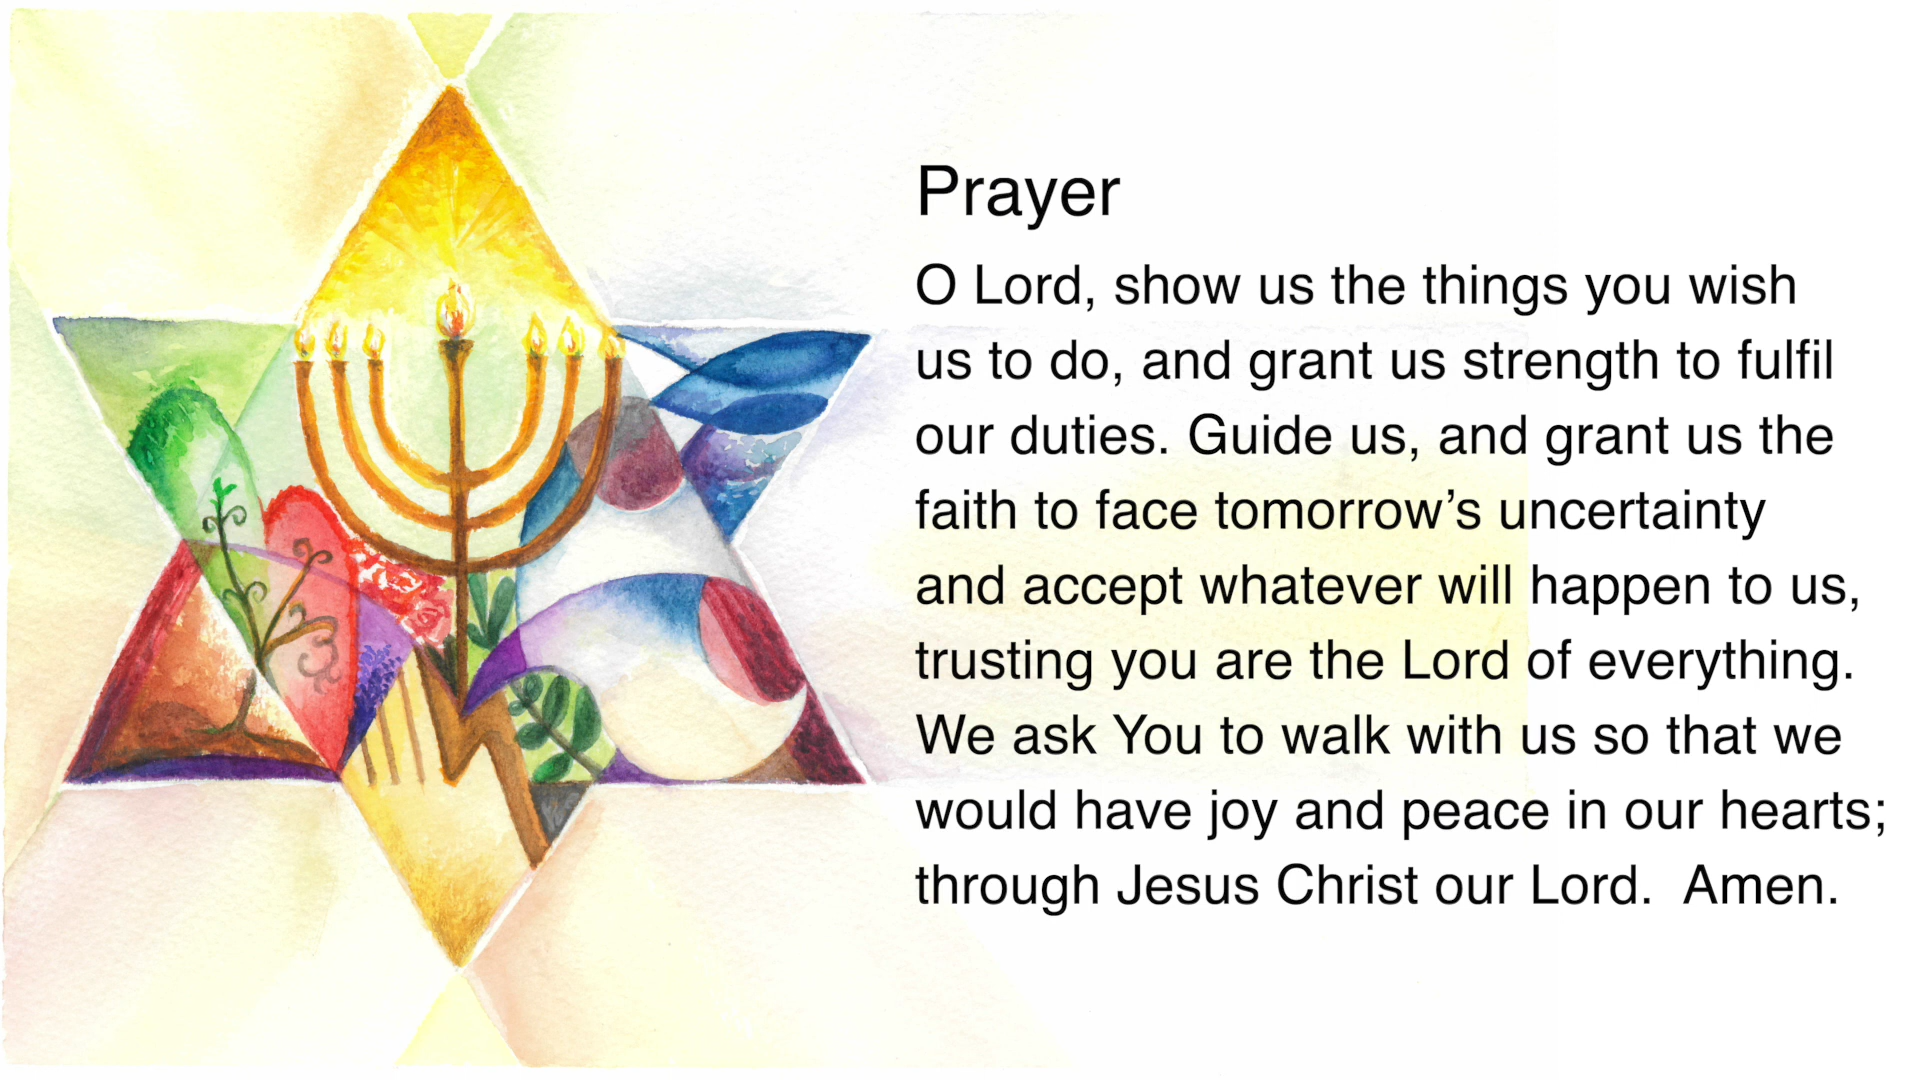 Prayer
O Lord, show us the things you wish
us to do, and grant us strength to fulfil
our duties. Guide us, and grant us the
faith to face tomorrow’s uncertainty
and accept whatever will happen to us,
trusting you are the Lord of everything.
We ask You to walk with us so that we
would have joy and peace in our hearts;
through Jesus Christ our Lord.  Amen.